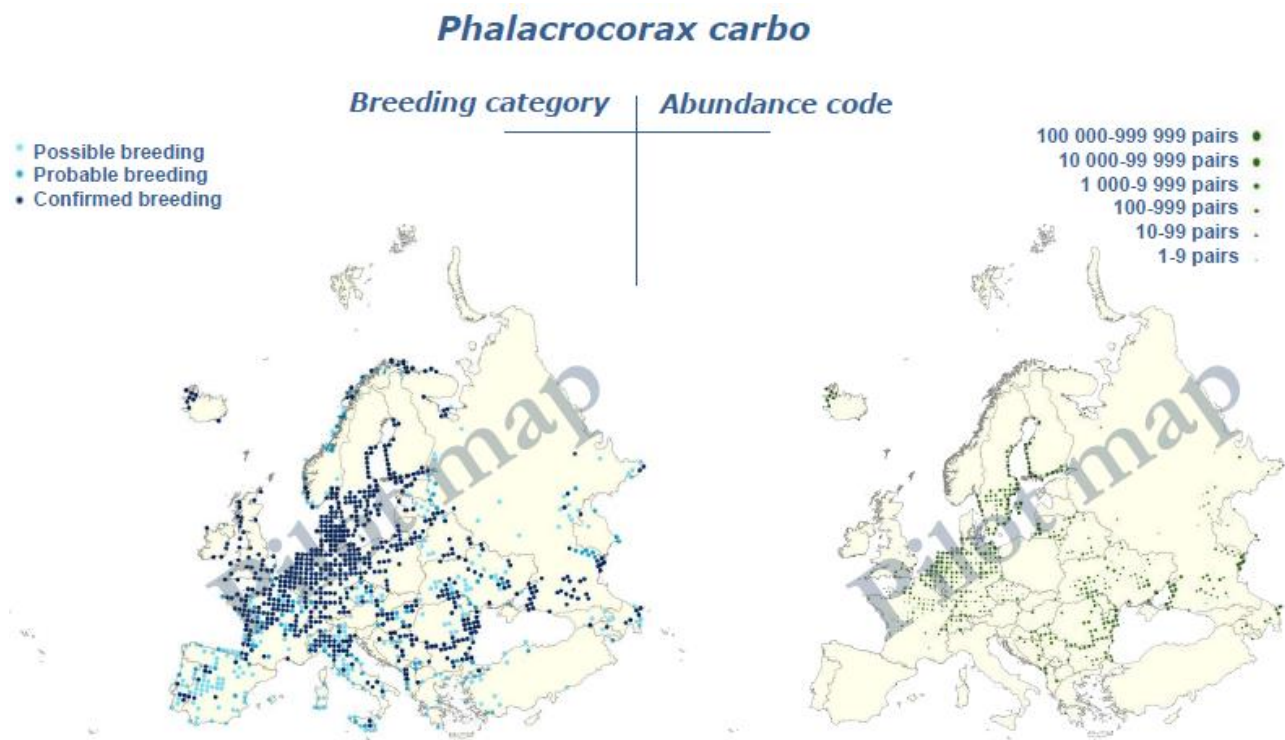 Phalacrocorax carbo
Breeding category
Abundance code
Possible breeding
Probable breeding
Confirmed breeding
100 000-999 999 pairs
10 000-99 999 pairs
1 000-9 999 pairs
100-999 pairs
10-99 pairs
1-9 pairs
Pilot map
Pilot map